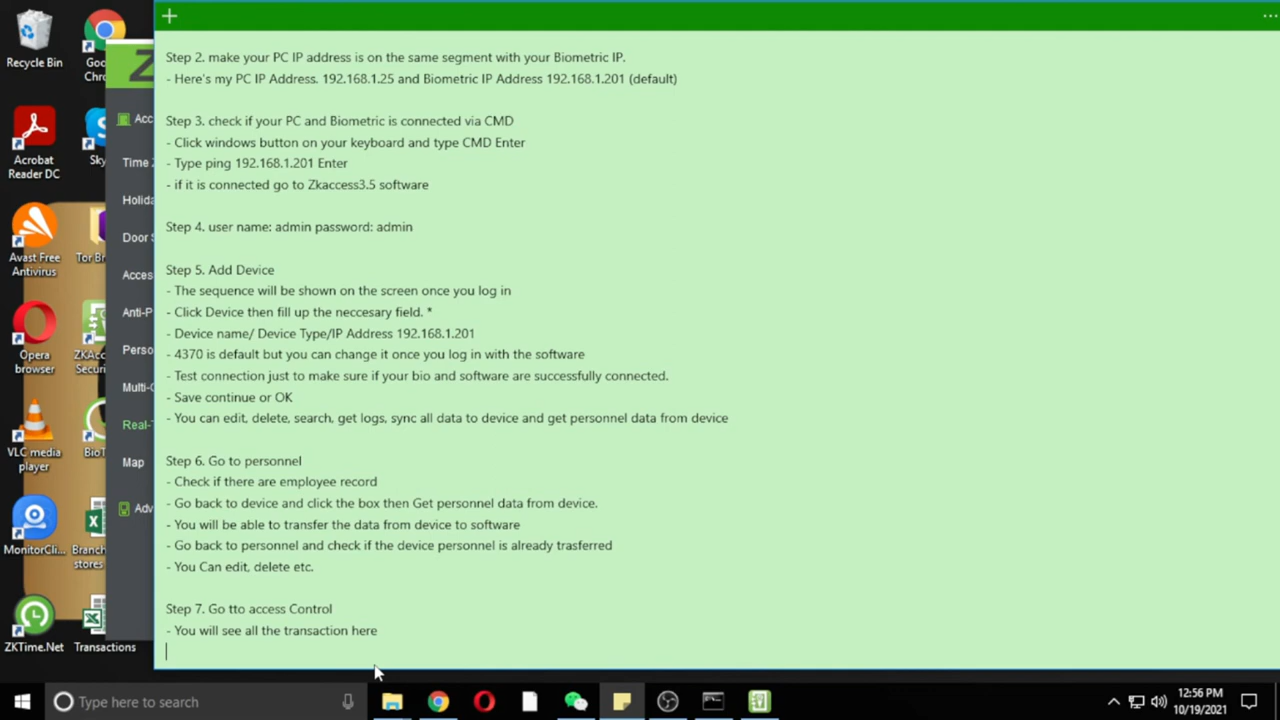 Recycle Bin
Goo
Chro
Acrobat
Reader DC
Sky
Avast Free
Antivirus
Tor Br
Opera
browser
ZKAcc
Securi
VLC media
player
BioT
MonitorCli...
Branch
stores
ZKTime.Net
Transactions
Z
Acc
Time Z
Holida
Door S
Acces
Anti-P
Perso
Multi-C
Real-T
Map
Adv
Step 2. make your PC IP address is on the same segment with your Biometric IP.
- Here's my PC IP Address. 192.168.1.25 and Biometric IP Address 192.168.1.201 (default)
Step 3. check if your PC and Biometric is connected via CMD
- Click windows button on your keyboard and type CMD Enter
- Type ping 192.168.1.201 Enter
- if it is connected go to Zkaccess3.5 software
Step 4. user name: admin password: admin
Step 5. Add Device
- The sequence will be shown on the screen once you log in
- Click Device then fill up the neccesary field. *
- Device name/ Device Type/IP Address 192.168.1.201
- 4370 is default but you can change it once you log in with the software
- Test connection just to make sure if your bio and software are successfully connected.
- Save continue or OK
- You can edit, delete, search, get logs, sync all data to device and get personnel data from device
Step 6. Go to personnel
- Check if there are employee record
- Go back to device and click the box then Get personnel data from device.
- You will be able to transfer the data from device to software
- Go back to personnel and check if the device personnel is already trasferred
- You Can edit, delete etc.
Step 7. Go tto access Control
- You will see all the transaction here
Type here to search
12:56 PM
10/19/2021